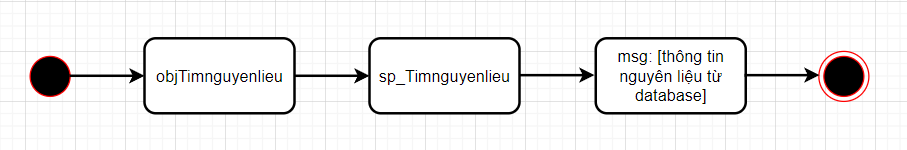 objTimnguyenlieu
sp_Timnguyenlieu
msg: [thông tin
nguyên liệu từ
database]